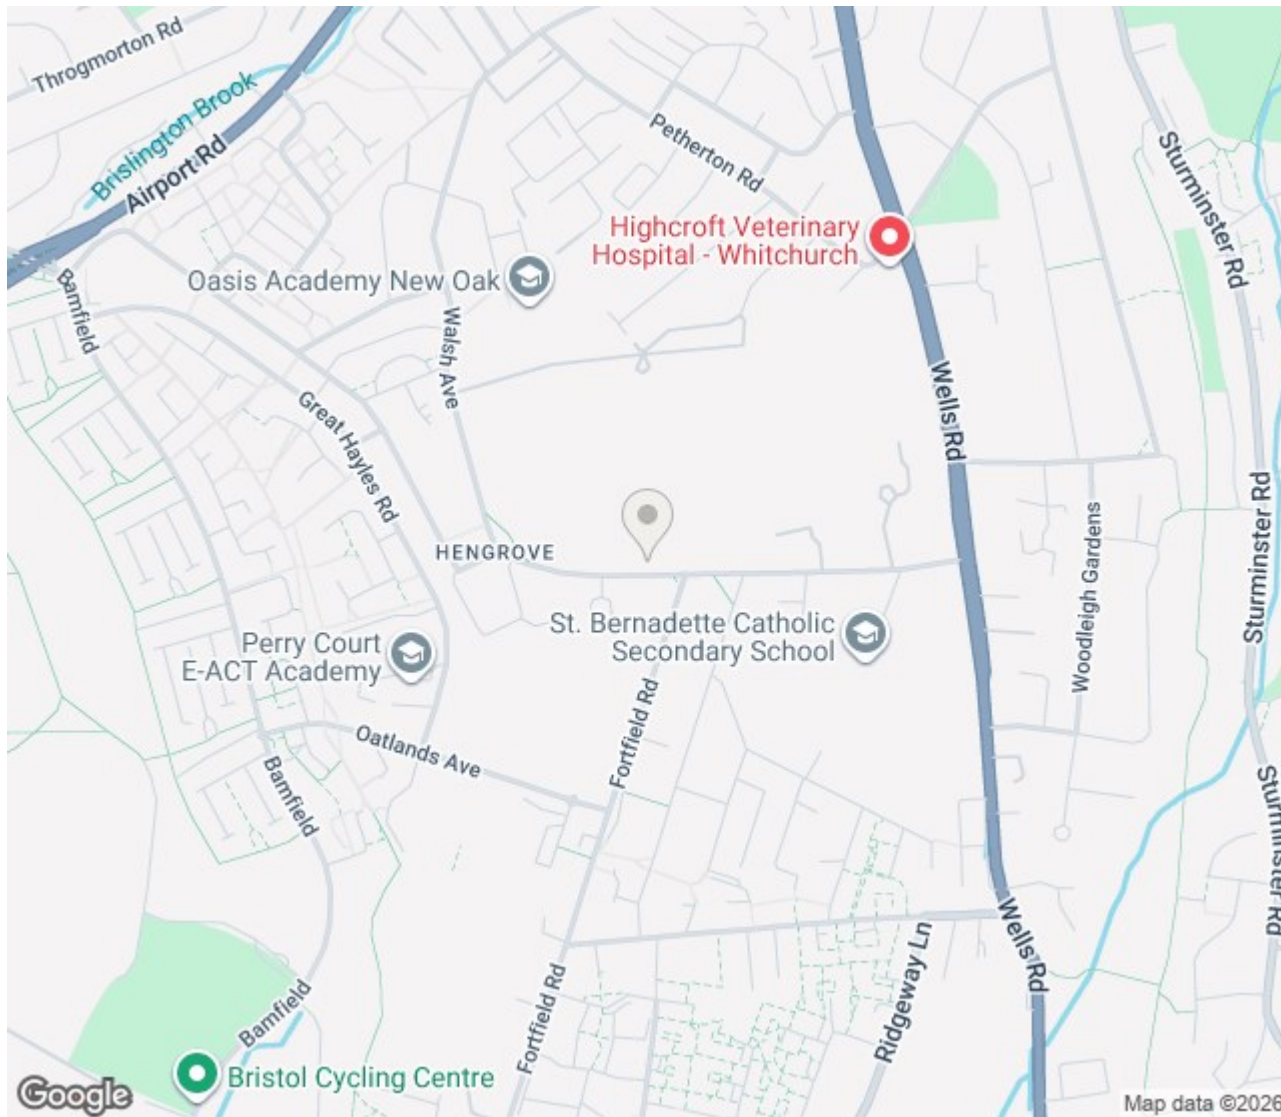 Throgmorton Rd
Brislington Brook
Airport Rd
Petherton Rd
Sturminster Rd
Highcroft Veterinary
Hospital - Whitchurch
Oasis Academy New Oak
Bamfield
Walsh Ave
Great Hayles Rd
Wells Rd
Sturminster Rd
Woodleigh Gardens
HENGROVE
St. Bernadette Catholic
Secondary School
Perry Court
E-ACT Academy
Fortfield Rd
Oatlands Ave
Bamfield
Sturminster Rd
Wells Rd
Ridgeway Ln
Fortfield Rd
Bamfield
Bristol Cycling Centre
Google
Map data ©2026